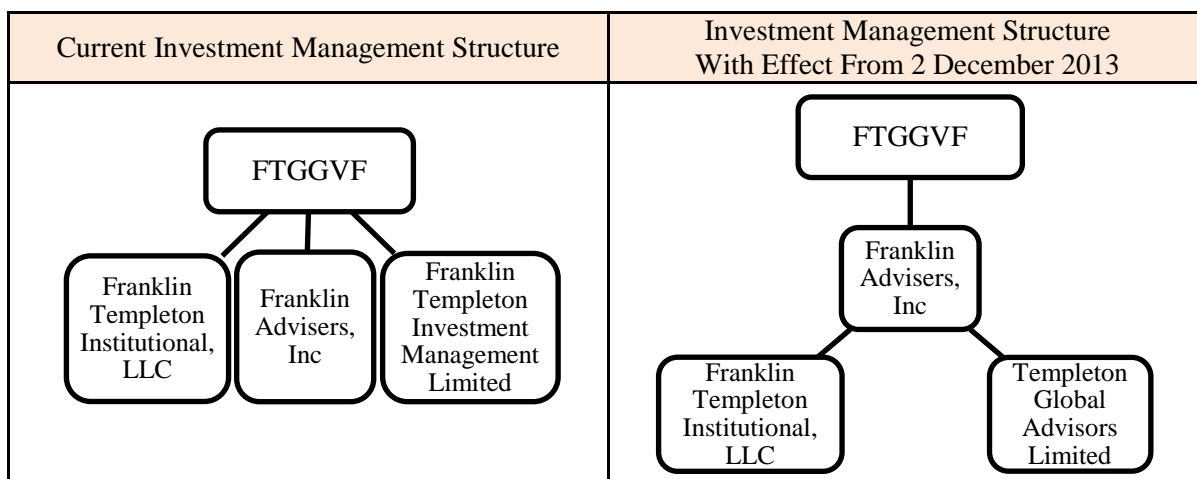 Current Investment Management Structure
Investment Management Structure
With Effect From 2 December 2013
FTGGVF
Franklin
Templeton
Institutional,
LLC
Franklin
Advisers,
Inc
Franklin
Templeton
Investment
Management
Limited
FTGGVF
Franklin
Advisers,
Inc
Franklin
Templeton
Institutional,
LLC
Templeton
Global
Advisors
Limited